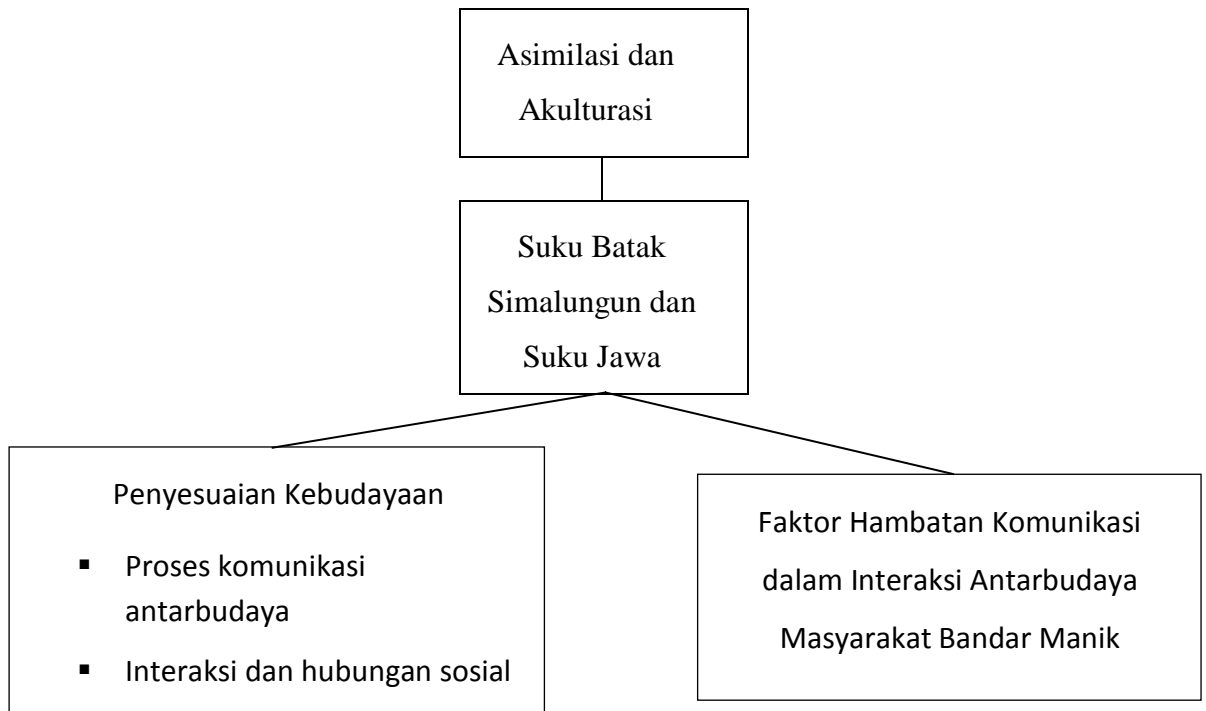 Asimilasi dan
Akulturasi
Suku Batak
Simalungun dan
Suku Jawa
Penyesuaian Kebudayaan
▪ Proses komunikasi
antarbudaya
▪ Interaksi dan hubungan sosial
Faktor Hambatan Komunikasi
dalam Interaksi Antarbudaya
Masyarakat Bandar Manik